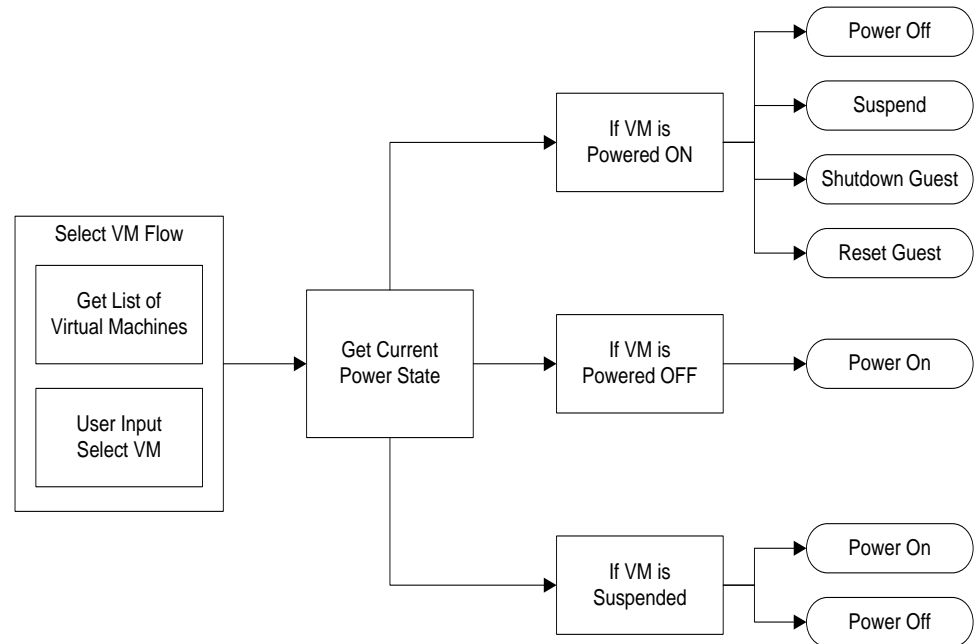 Select VM Flow
Get List of
Virtual Machines
User Input
Select VM
Get Current
Power State
If VM is
Powered ON
Power Off
Suspend
Shutdown Guest
Reset Guest
If VM is
Powered OFF
Power On
If VM is
Suspended
Power On
Power Off